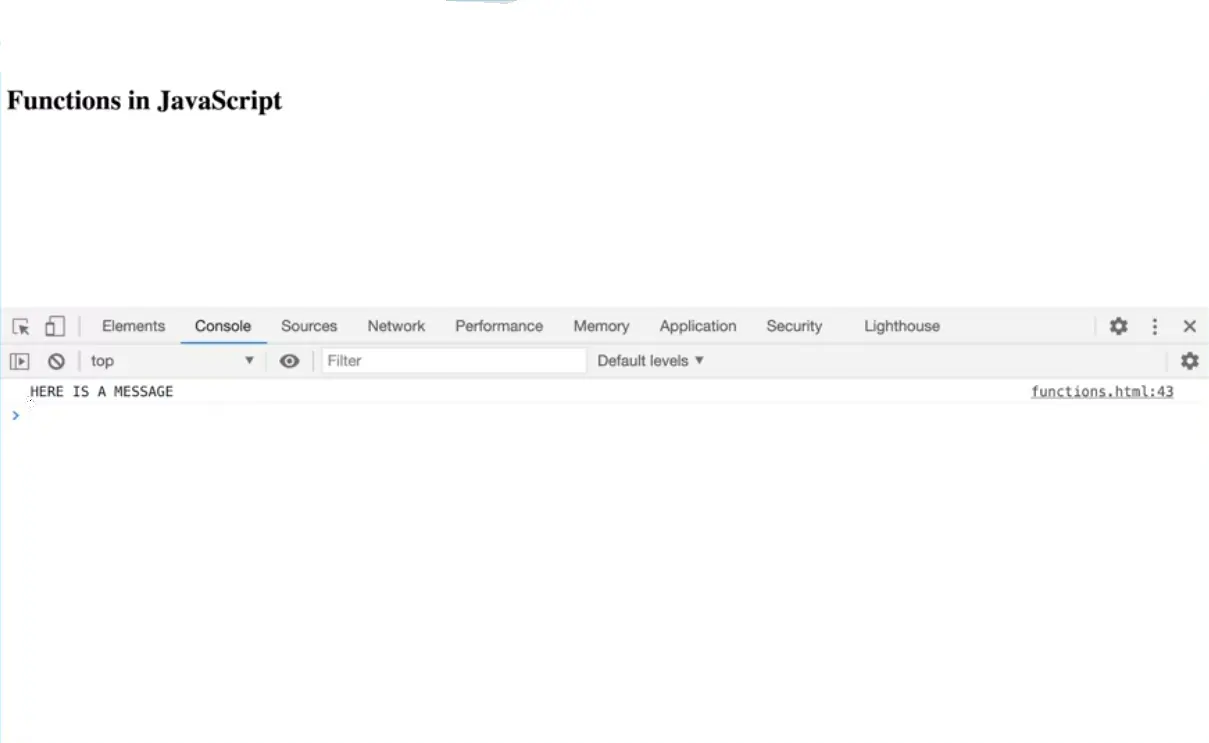 Functions in JavaScript
Elements Console Sources Network Performance Memory Application Security Lighthouse
top Filter Default levels
HERE IS A MESSAGE functions.html:43